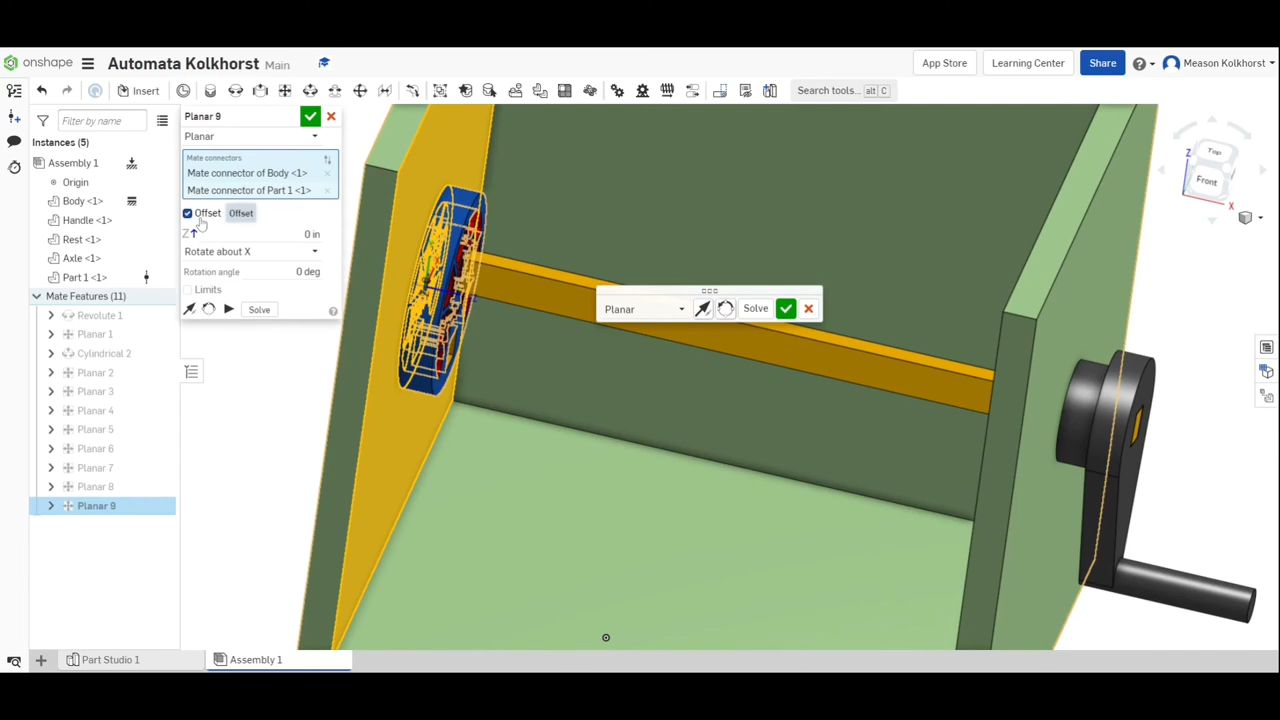 onshape Automata Kolkhorst Main App Store Learning Center Share Meason Kolkhorst
Insert Search tools... alt C
Filter by name
Instances (5)
Assembly 1
Origin
Body <1>
Handle <1>
Rest <1>
Axle <1>
Part 1 <1>
Mate Features (11)
Revolute 1
Planar 1
Cylindrical 2
Planar 2
Planar 3
Planar 4
Planar 5
Planar 6
Planar 7
Planar 8
Planar 9
Planar 9
Planar
Mate connectors
Mate connector of Body <1>
Mate connector of Part 1 <1>
Offset Offset
Z 0 in
Rotate about X
Rotation angle 0 deg
Limits
Solve
Planar Solve
Top
Z
Front
X
Part Studio 1 Assembly 1